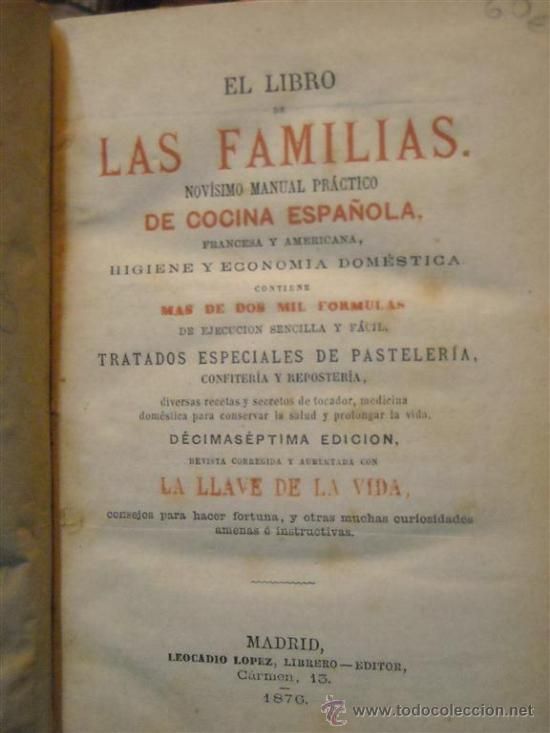 60€
EL LIBRO
DE
LAS FAMILIAS.
NOVÍSIMO MANUAL PRÁCTICO
DE COCINA ESPAÑOLA,
FRANCESA Y AMERICANA,
HIGIENE Y ECONOMIA DOMÉSTICA.
CONTIENE
MAS DE DOS MIL FORMULAS
DE EJECUCION SENCILLA Y FÁCIL,
TRATADOS ESPECIALES DE PASTELERÍA,
CONFITERÍA Y REPOSTERÍA,
diversas recetas y secretos de tocador, medicina
doméstica para conservar la salud y prolongar la vida.
DÉCIMASÉPTIMA EDICION,
REVISTA CORREGIDA Y AUMENTADA CON
LA LLAVE DE LA VIDA,
consejos para hacer fortuna, y otras muchas curiosidades
amenas é instructivas.
MADRID,
LEOCADIO LOPEZ, LIBRERO—EDITOR,
Cármen, 13.
1876.
todocoleccion
www.todocoleccion.net